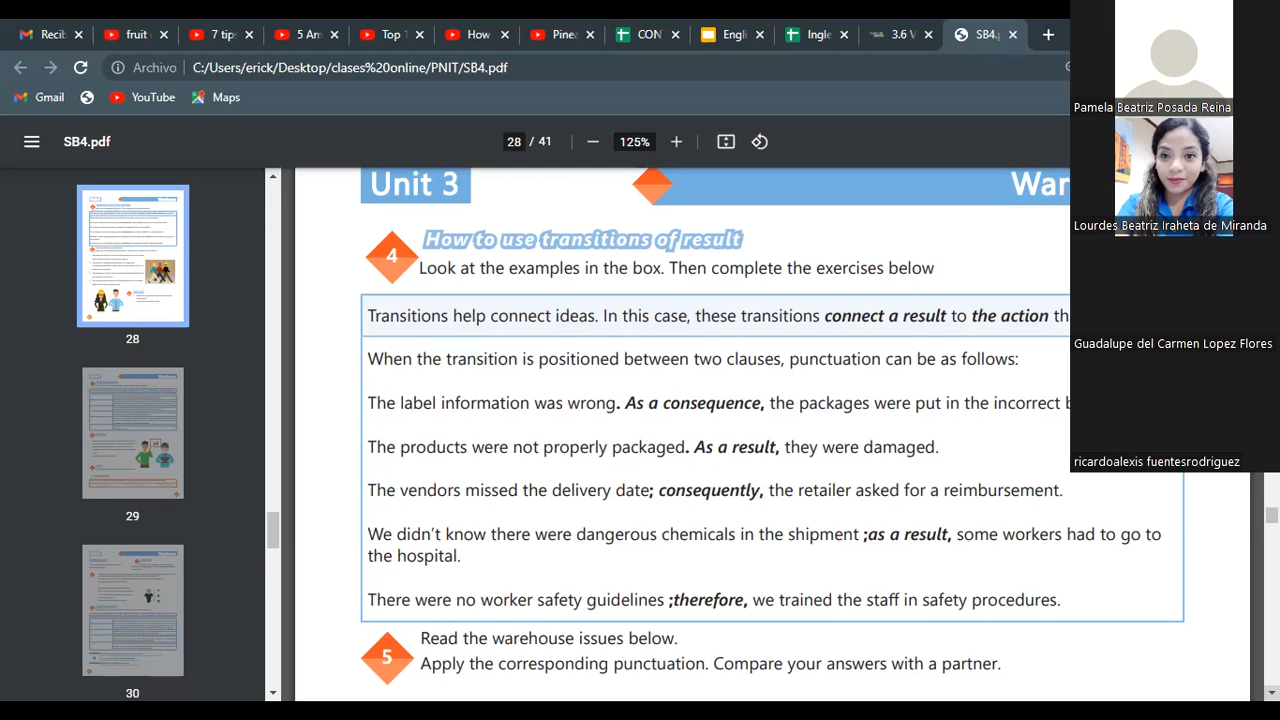 Recib
fruit
7 tips
5 Am
Top 1
How
Pinea
CON
Engli
Ingle
3.6 V
SB4.p
Archivo
C:/Users/erick/Desktop/clases%20online/PNIT/SB4.pdf
Gmail
YouTube
Maps
SB4.pdf
28 / 41
125%
Pamela Beatriz Posada Reina
Lourdes Beatriz Iraheta de Miranda
Guadalupe del Carmen Lopez Flores
ricardoalexis fuentesrodriguez
28
29
30
Unit 3
War
4
How to use transitions of result
Look at the examples in the box. Then complete the exercises below
Transitions help connect ideas. In this case, these transitions connect a result to the action th
When the transition is positioned between two clauses, punctuation can be as follows:
The label information was wrong. As a consequence, the packages were put in the incorrect b
The products were not properly packaged. As a result, they were damaged.
The vendors missed the delivery date; consequently, the retailer asked for a reimbursement.
We didn’t know there were dangerous chemicals in the shipment ;as a result, some workers had to go to
the hospital.
There were no worker safety guidelines ;therefore, we trained the staff in safety procedures.
5
Read the warehouse issues below.
Apply the corresponding punctuation. Compare your answers with a partner.